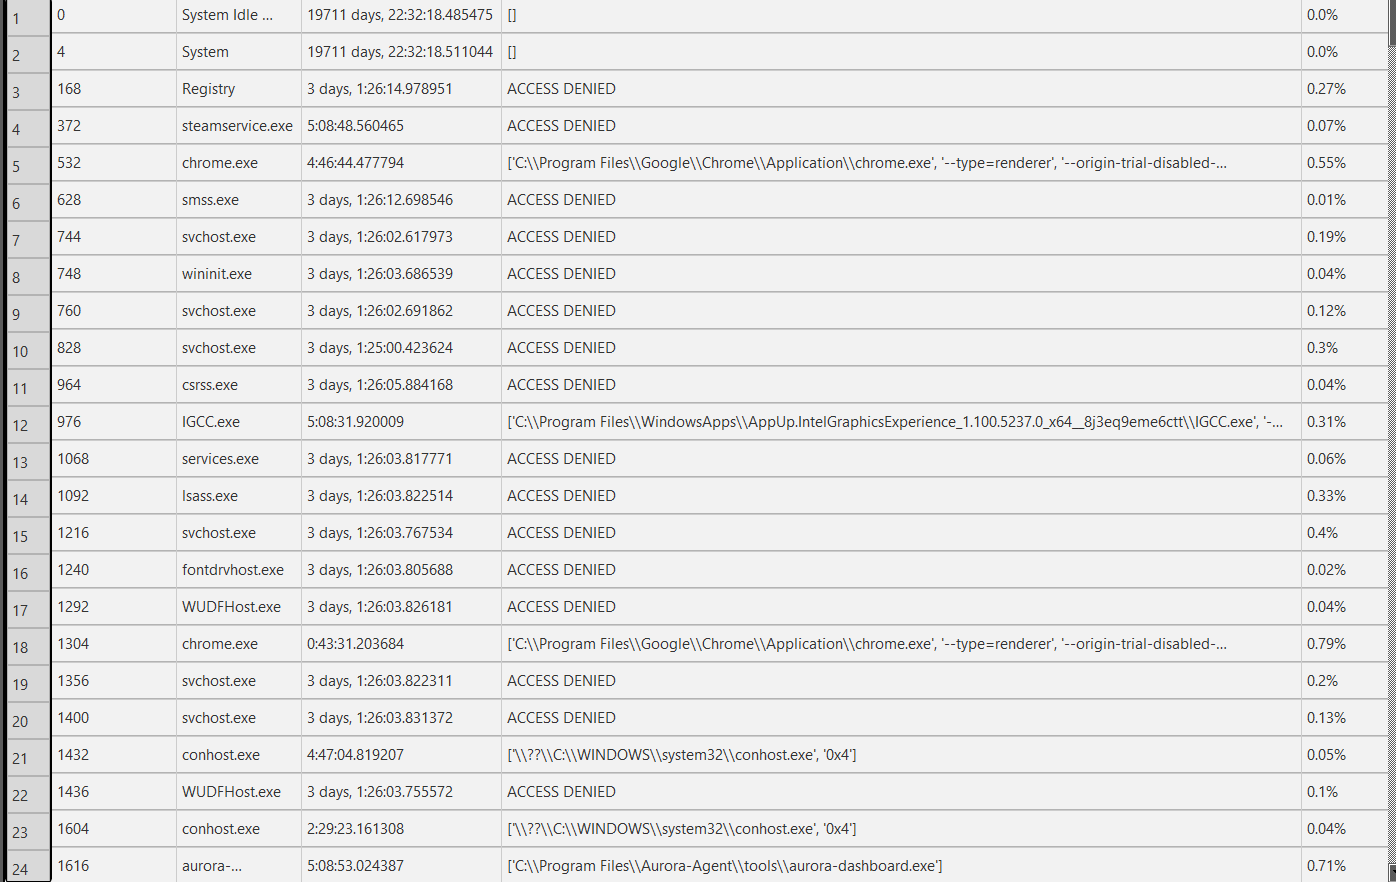 1 0 System Idle ... 19711 days, 22:32:18.485475 [] 0.0%
2 4 System 19711 days, 22:32:18.511044 [] 0.0%
3 168 Registry 3 days, 1:26:14.978951 ACCESS DENIED 0.27%
4 372 steamservice.exe 5:08:48.560465 ACCESS DENIED 0.07%
5 532 chrome.exe 4:46:44.477794 ['C:\\Program Files\\Google\\Chrome\\Application\\chrome.exe', '--type=renderer', '--origin-trial-disabled-... 0.55%
6 628 smss.exe 3 days, 1:26:12.698546 ACCESS DENIED 0.01%
7 744 svchost.exe 3 days, 1:26:02.617973 ACCESS DENIED 0.19%
8 748 wininit.exe 3 days, 1:26:03.686539 ACCESS DENIED 0.04%
9 760 svchost.exe 3 days, 1:26:02.691862 ACCESS DENIED 0.12%
10 828 svchost.exe 3 days, 1:25:00.423624 ACCESS DENIED 0.3%
11 964 csrss.exe 3 days, 1:26:05.884168 ACCESS DENIED 0.04%
12 976 IGCC.exe 5:08:31.920009 ['C:\\Program Files\\WindowsApps\\AppUp.IntelGraphicsExperience_1.100.5237.0_x64__8j3eq9eme6ctt\\IGCC.exe', '-... 0.31%
13 1068 services.exe 3 days, 1:26:03.817771 ACCESS DENIED 0.06%
14 1092 lsass.exe 3 days, 1:26:03.822514 ACCESS DENIED 0.33%
15 1216 svchost.exe 3 days, 1:26:03.767534 ACCESS DENIED 0.4%
16 1240 fontdrvhost.exe 3 days, 1:26:03.805688 ACCESS DENIED 0.02%
17 1292 WUDFHost.exe 3 days, 1:26:03.826181 ACCESS DENIED 0.04%
18 1304 chrome.exe 0:43:31.203684 ['C:\\Program Files\\Google\\Chrome\\Application\\chrome.exe', '--type=renderer', '--origin-trial-disabled-... 0.79%
19 1356 svchost.exe 3 days, 1:26:03.822311 ACCESS DENIED 0.2%
20 1400 svchost.exe 3 days, 1:26:03.831372 ACCESS DENIED 0.13%
21 1432 conhost.exe 4:47:04.819207 ['\\??\\C:\\WINDOWS\\system32\\conhost.exe', '0x4'] 0.05%
22 1436 WUDFHost.exe 3 days, 1:26:03.755572 ACCESS DENIED 0.1%
23 1604 conhost.exe 2:29:23.161308 ['\\??\\C:\\WINDOWS\\system32\\conhost.exe', '0x4'] 0.04%
24 1616 aurora-... 5:08:53.024387 ['C:\\Program Files\\Aurora-Agent\\tools\\aurora-dashboard.exe'] 0.71%